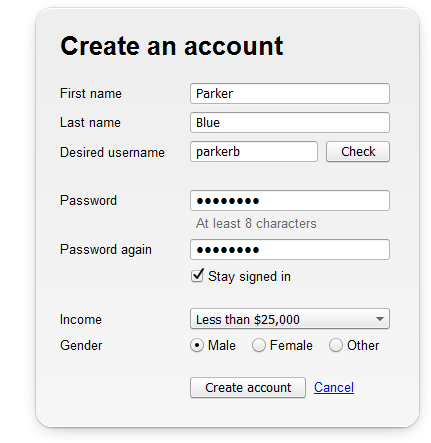 Create an account
First name Parker
Last name Blue
Desired username parkerb Check
Password ●●●●●●●●
At least 8 characters
Password again ●●●●●●●●
Stay signed in
Income Less than $25,000
Gender Male Female Other
Create account Cancel